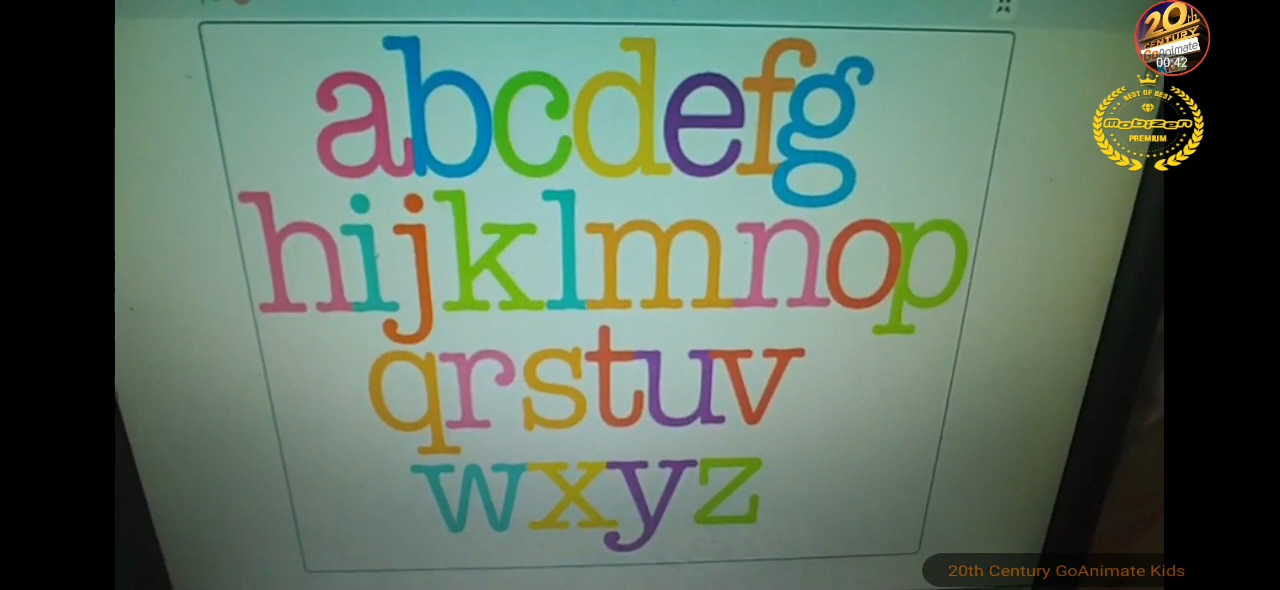 abcdefg
hijklmnop
qrstuv
wxyz
20th
CENTURY
GoAnimate
00:42
BEST OF BEST
mobizen
PREMIUM
20th Century GoAnimate Kids